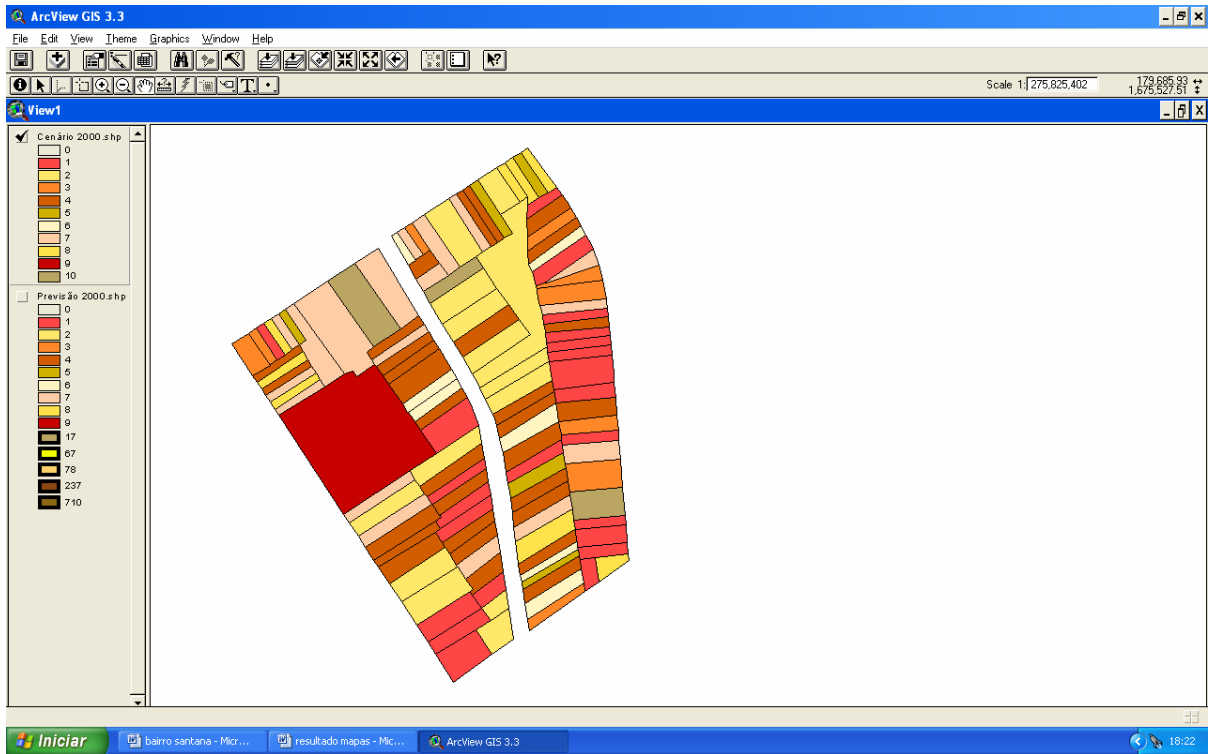 ArcView GIS 3.3
File Edit View Theme Graphics Window Help
Scale 1: 275,825,402
179,685.93
1,675,527.51
View1
Cenário 2000.shp
0
1
2
3
4
5
6
7
8
9
10
Previsão 2000.shp
0
1
2
3
4
5
6
7
8
9
17
67
78
237
710
Iniciar
bairro santana - Micr...
resultado mapas - Mic...
ArcView GIS 3.3
18:22